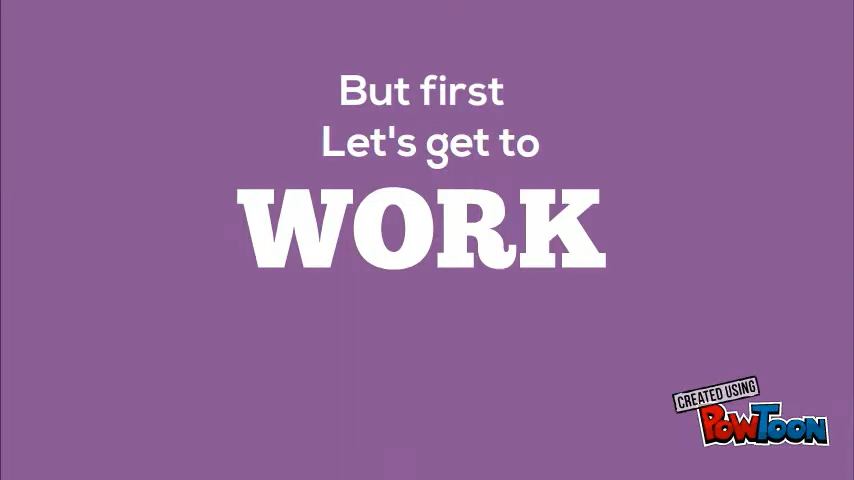 But first
Let's get to
WORK
CREATED USING
POWTOON